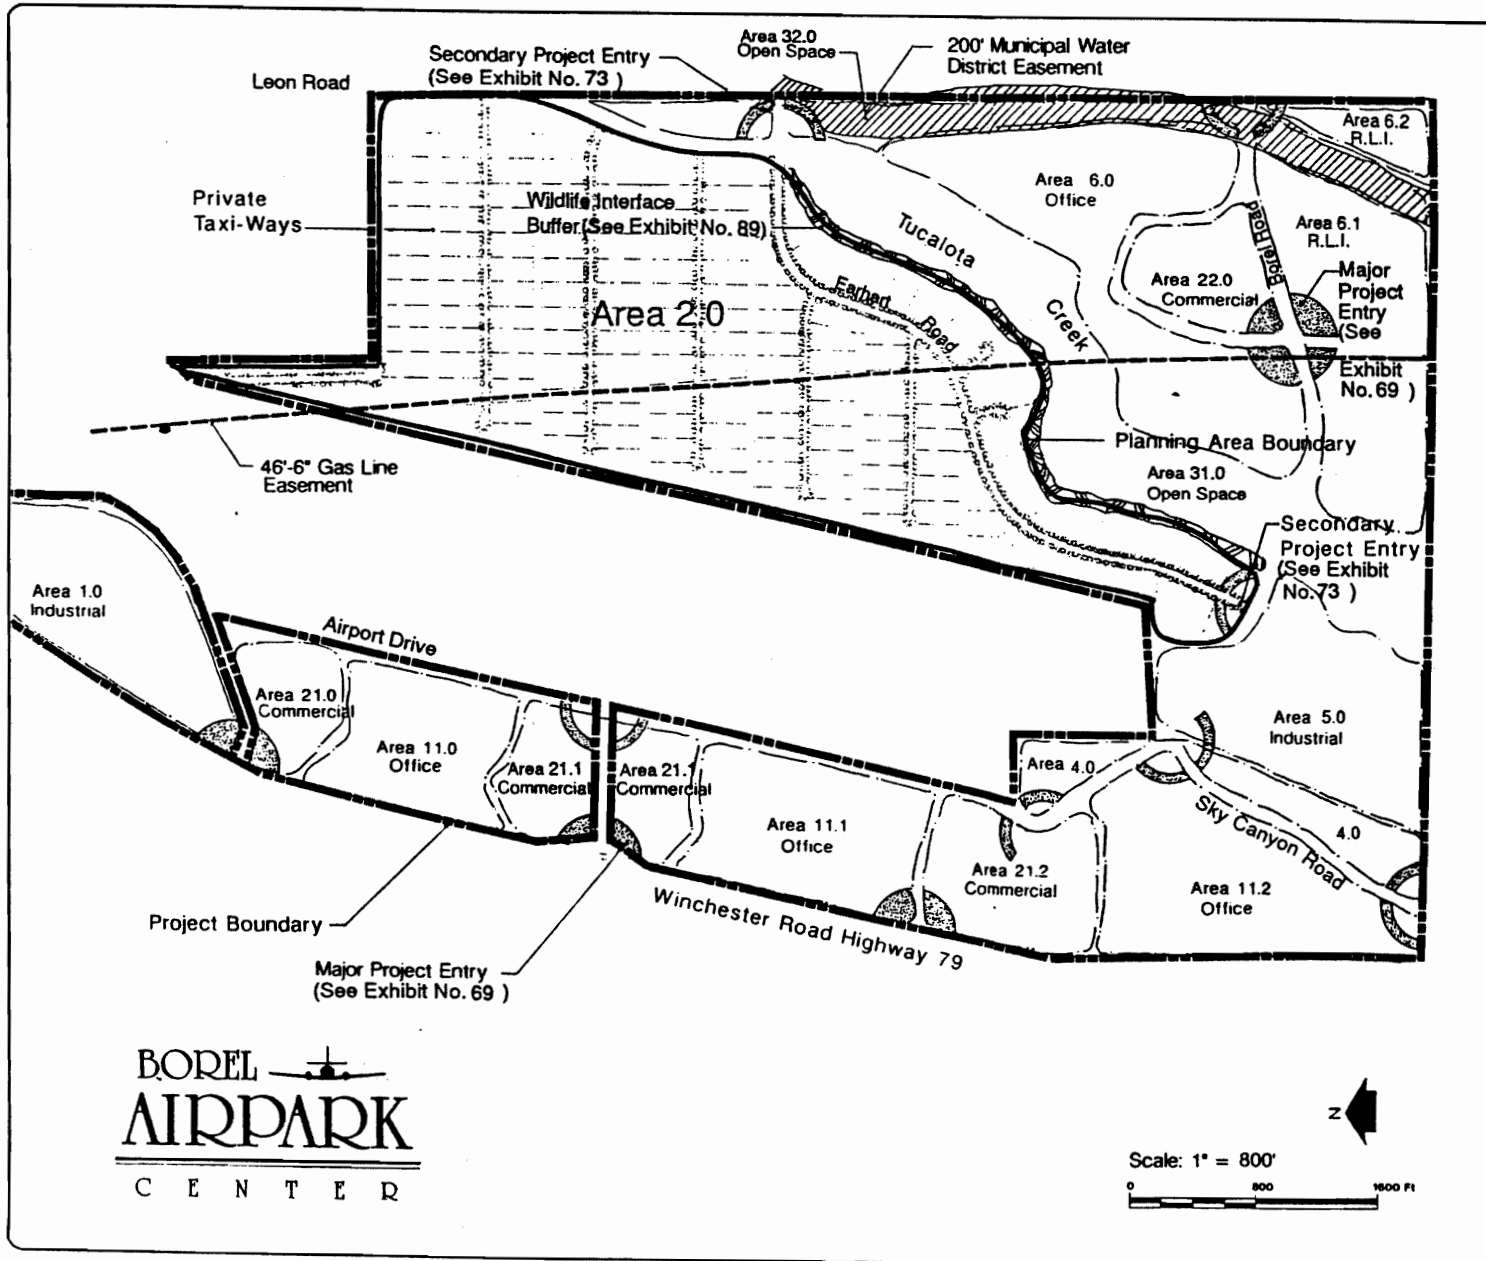 Area 32.0
Open Space
200' Municipal Water
District Easement
Secondary Project Entry
(See Exhibit No. 73 )
Leon Road
Area 6.2
R.L.I.
Private
Taxi-Ways
Wildlife Interface
Buffer (See Exhibit No. 89)
Area 6.0
Office
Tucalota
Creek
Borel Road
Area 6.1
R.L.I.
Area 22.0
Commercial
Major
Project
Entry
(See
Exhibit
No. 69 )
Earhart
Road
Area 2.0
Planning Area Boundary
46'-6" Gas Line
Easement
Area 31.0
Open Space
Secondary
Project Entry
(See Exhibit
No. 73 )
Area 1.0
Industrial
Airport Drive
Area 21.0
Commercial
Area 11.0
Office
Area 21.1
Commercial
Area 21.1
Commercial
Area 4.0
Area 5.0
Industrial
Sky Canyon Road
4.0
Area 11.1
Office
Area 21.2
Commercial
Area 11.2
Office
Winchester Road Highway 79
Project Boundary
Major Project Entry
(See Exhibit No. 69 )
BOREL
AIRPARK
CENTER
N
Scale: 1" = 800'
0 800 1600 Ft